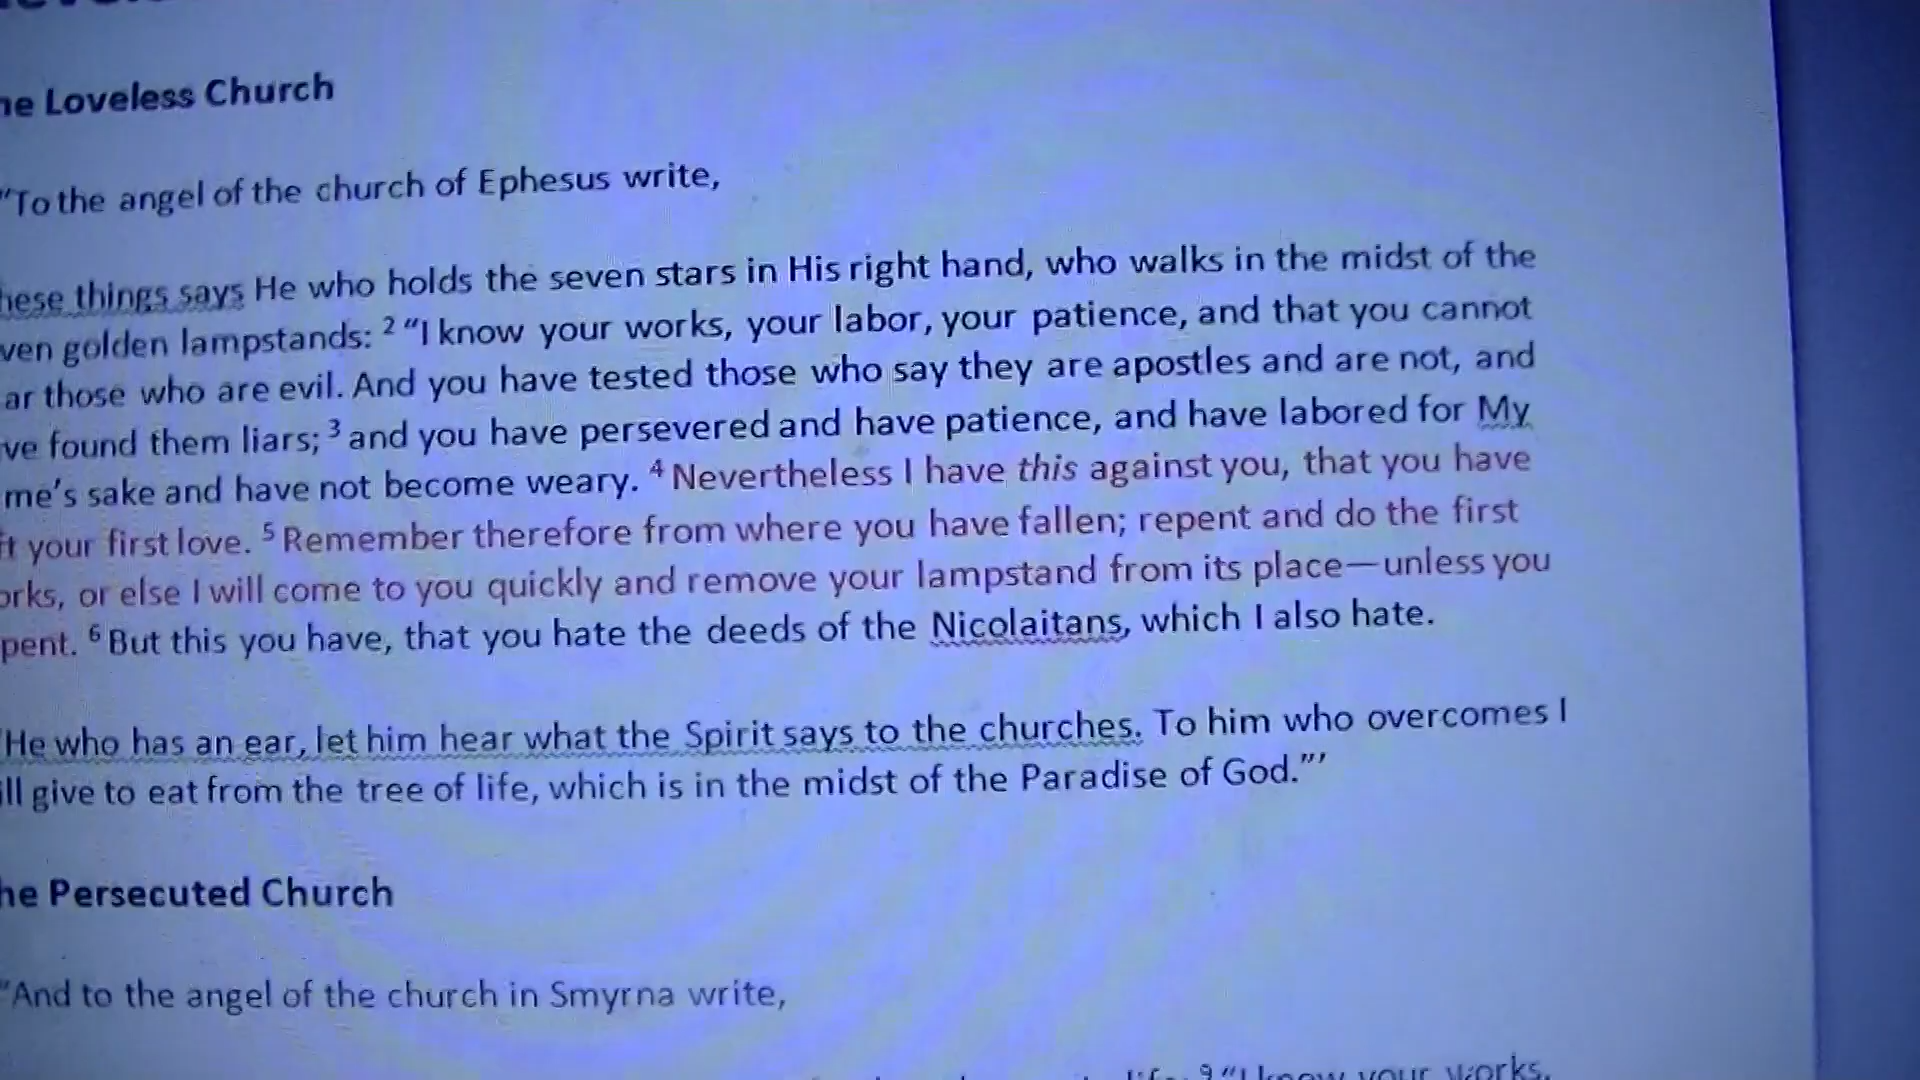 he Loveless Church
"To the angel of the church of Ephesus write,
hese things says He who holds the seven stars in His right hand, who walks in the midst of the
ven golden lampstands: 2 "I know your works, your labor, your patience, and that you cannot
ar those who are evil. And you have tested those who say they are apostles and are not, and
ve found them liars; 3 and you have persevered and have patience, and have labored for My
me's sake and have not become weary. 4 Nevertheless I have this against you, that you have
ft your first love. 5 Remember therefore from where you have fallen; repent and do the first
orks, or else I will come to you quickly and remove your lampstand from its place—unless you
pent. 6 But this you have, that you hate the deeds of the Nicolaitans, which I also hate.
"He who has an ear, let him hear what the Spirit says to the churches. To him who overcomes I
ill give to eat from the tree of life, which is in the midst of the Paradise of God."'
he Persecuted Church
"And to the angel of the church in Smyrna write,
9 "I know your works,